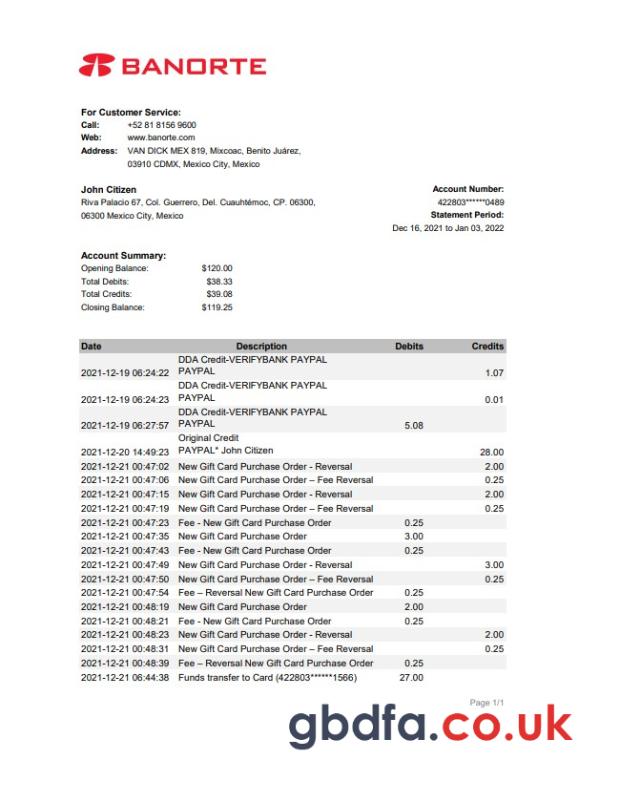 BANORTE
For Customer Service:
Call: +52 81 8156 9600
Web: www.banorte.com
Address: VAN DICK MEX 819, Mixcoac, Benito Juárez,
03910 CDMX, Mexico City, Mexico
John Citizen
Riva Palacio 67, Col. Guerrero, Del. Cuauhtémoc, CP. 06300,
06300 Mexico City, Mexico
Account Number:
422803******0489
Statement Period:
Dec 16, 2021 to Jan 03, 2022
Account Summary:
Opening Balance: $120.00
Total Debits: $38.33
Total Credits: $39.08
Closing Balance: $119.25
Date Description Debits Credits
DDA Credit-VERIFYBANK PAYPAL
2021-12-19 06:24:22 PAYPAL 1.07
DDA Credit-VERIFYBANK PAYPAL
2021-12-19 06:24:23 PAYPAL 0.01
DDA Credit-VERIFYBANK PAYPAL
2021-12-19 06:27:57 PAYPAL 5.08
Original Credit
2021-12-20 14:49:23 PAYPAL* John Citizen 28.00
2021-12-21 00:47:02 New Gift Card Purchase Order - Reversal 2.00
2021-12-21 00:47:06 New Gift Card Purchase Order – Fee Reversal 0.25
2021-12-21 00:47:15 New Gift Card Purchase Order - Reversal 2.00
2021-12-21 00:47:19 New Gift Card Purchase Order – Fee Reversal 0.25
2021-12-21 00:47:23 Fee - New Gift Card Purchase Order 0.25
2021-12-21 00:47:35 New Gift Card Purchase Order 3.00
2021-12-21 00:47:43 Fee - New Gift Card Purchase Order 0.25
2021-12-21 00:47:49 New Gift Card Purchase Order - Reversal 3.00
2021-12-21 00:47:50 New Gift Card Purchase Order – Fee Reversal 0.25
2021-12-21 00:47:54 Fee – Reversal New Gift Card Purchase Order 0.25
2021-12-21 00:48:19 New Gift Card Purchase Order 2.00
2021-12-21 00:48:21 Fee - New Gift Card Purchase Order 0.25
2021-12-21 00:48:23 New Gift Card Purchase Order - Reversal 2.00
2021-12-21 00:48:31 New Gift Card Purchase Order – Fee Reversal 0.25
2021-12-21 00:48:39 Fee – Reversal New Gift Card Purchase Order 0.25
2021-12-21 06:44:38 Funds transfer to Card (422803******1566) 27.00
Page 1/1
gbdfa.co.uk